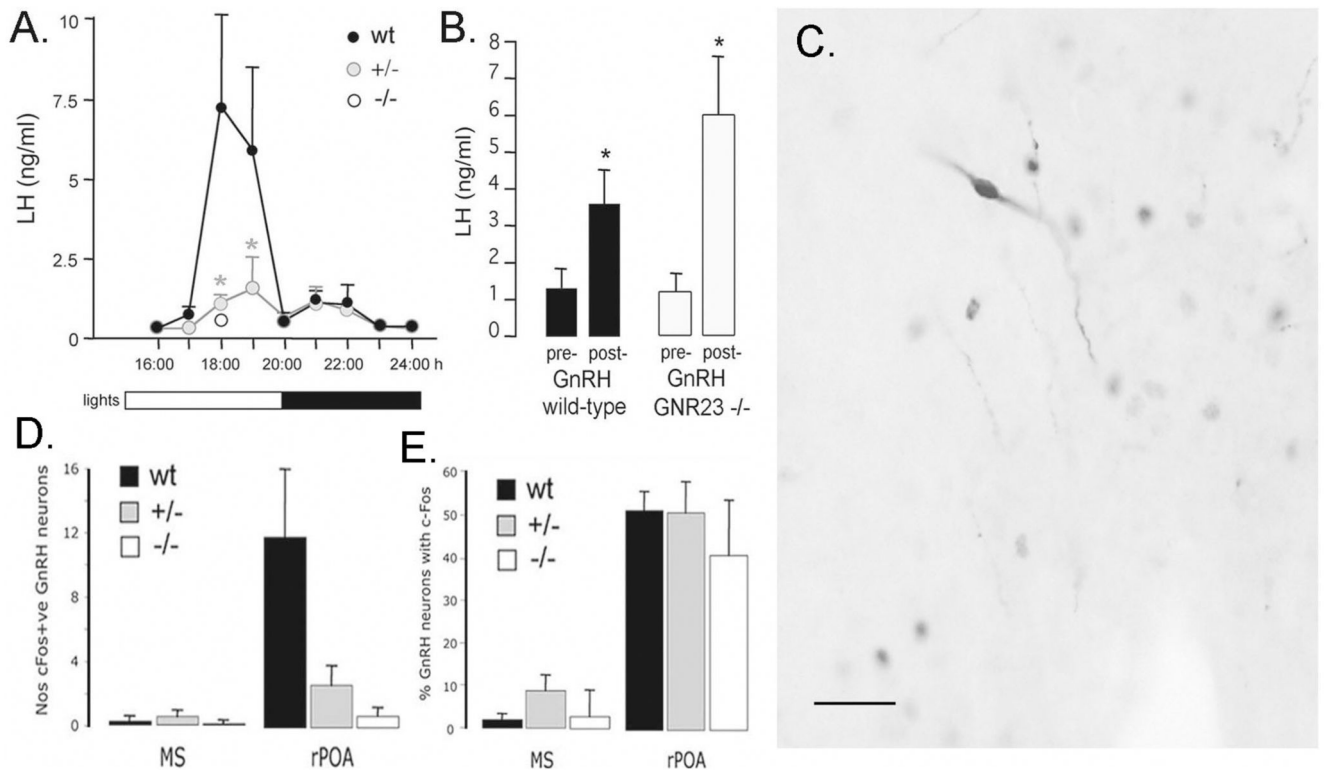 A.
LH (ng/ml)
10
7.5
5
2.5
0
wt
+/-
-/-
*
*
16:00 18:00 20:00 22:00 24:00 h
lights
B.
LH (ng/ml)
8
7
6
5
4
3
2
1
0
*
*
pre- post- pre- post-
GnRH GnRH
wild-type GNR23 -/-
C.
D.
Nos cFos+ve GnRH neurons
16
12
8
4
0
wt
+/-
-/-
MS rPOA
E.
% GnRH neurons with c-Fos
60
50
40
30
20
10
0
wt
+/-
-/-
MS rPOA